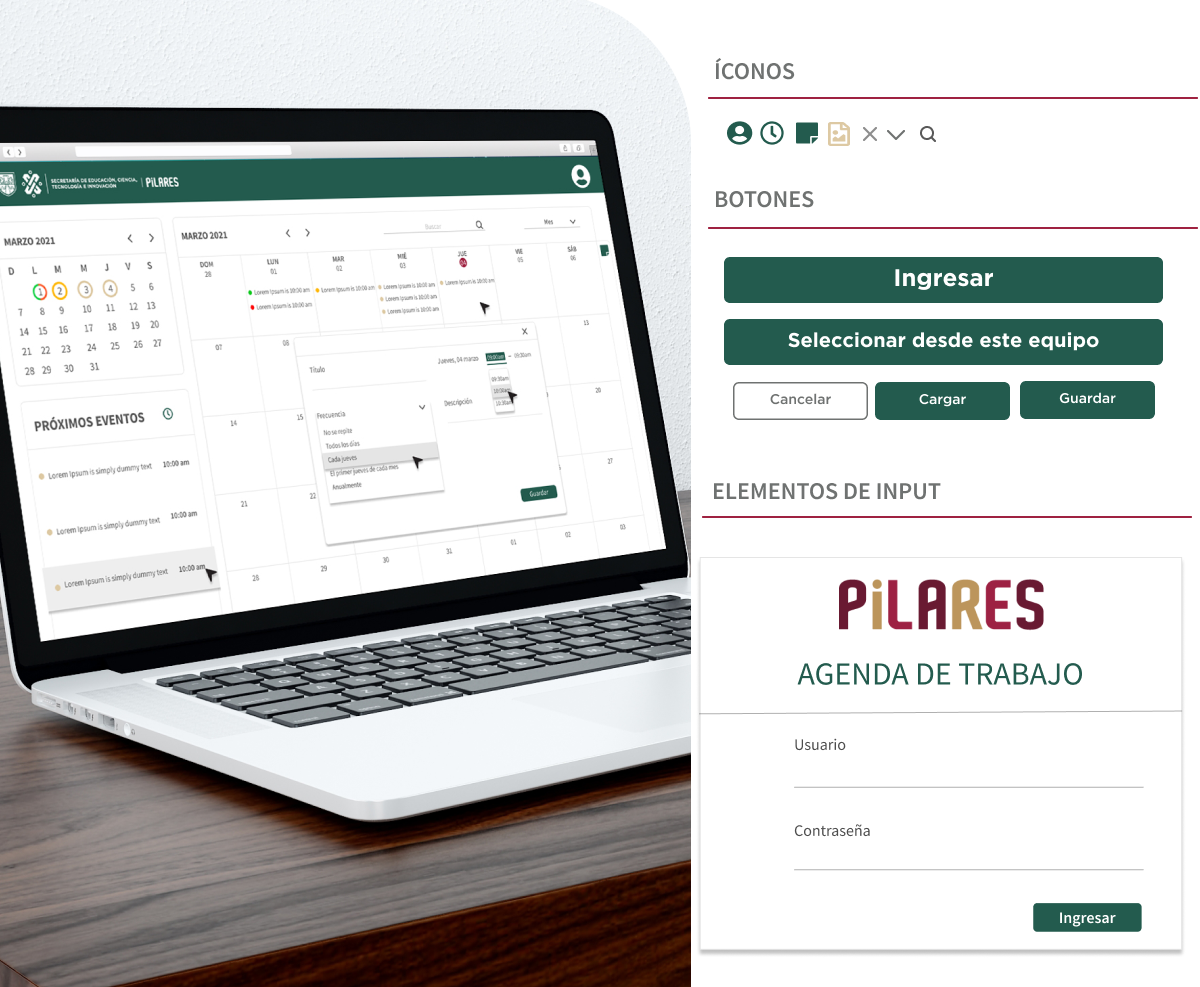 SECRETARÍA DE EDUCACIÓN, CIENCIA,
TECNOLOGÍA E INNOVACIÓN
PILARES
MARZO 2021
D L M M J V S
1 2 3 4 5 6
7 8 9 10 11 12 13
14 15 16 17 18 19 20
21 22 23 24 25 26 27
28 29 30 31
PRÓXIMOS EVENTOS
Lorem Ipsum is simply dummy text 10:00 am
Lorem Ipsum is simply dummy text 10:00 am
Lorem Ipsum is simply dummy text 10:00 am
MARZO 2021
Buscar
Mes
DOM LUN MAR MIÉ JUE VIE SÁB
28 01 02 03 04 05 06
Lorem Ipsum is 10:00 am Lorem Ipsum is 10:00 am Lorem Ipsum is 10:00 am Lorem Ipsum is 10:00 am
Lorem Ipsum is 10:00 am Lorem Ipsum is 10:00 am
Lorem Ipsum is 10:00 am
07 08 13
14 15 20
21 22 27
28 29 30 31 01 02 03
Título
Jueves, 04 marzo 09:00am – 09:30am
09:30am
10:00am
10:30am
Frecuencia
Descripción
No se repite
Todos los días
Cada jueves
El primer jueves de cada mes
Anualmente
Guardar
ÍCONOS
BOTONES
Ingresar
Seleccionar desde este equipo
Cancelar
Cargar
Guardar
ELEMENTOS DE INPUT
PiLARES
AGENDA DE TRABAJO
Usuario
Contraseña
Ingresar